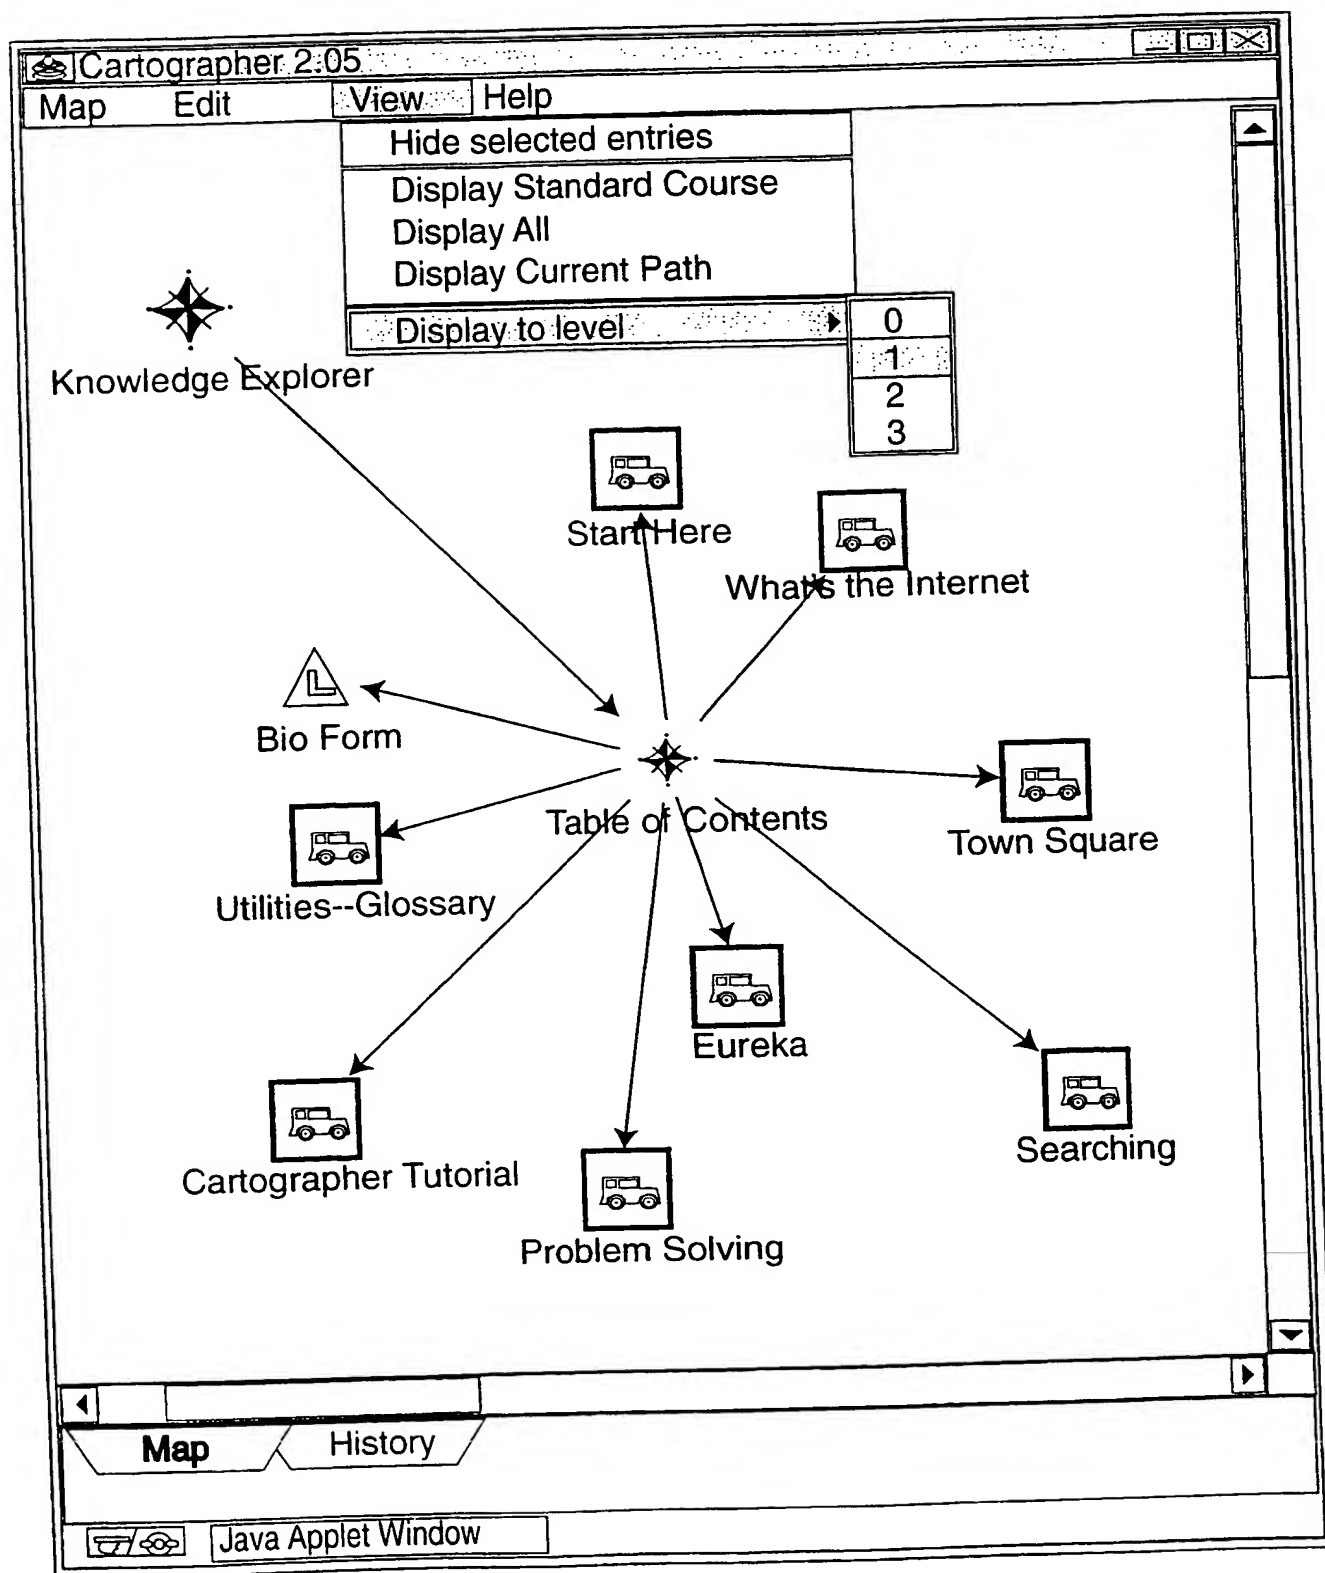 Cartographer 2.05
Map Edit View Help
Hide selected entries
Display Standard Course
Display All
Display Current Path
Display to level
0
1
2
3
Knowledge Explorer
Start Here
What's the Internet
L
Bio Form
Table of Contents
Town Square
Utilities--Glossary
Eureka
Searching
Cartographer Tutorial
Problem Solving
Map History
Java Applet Window